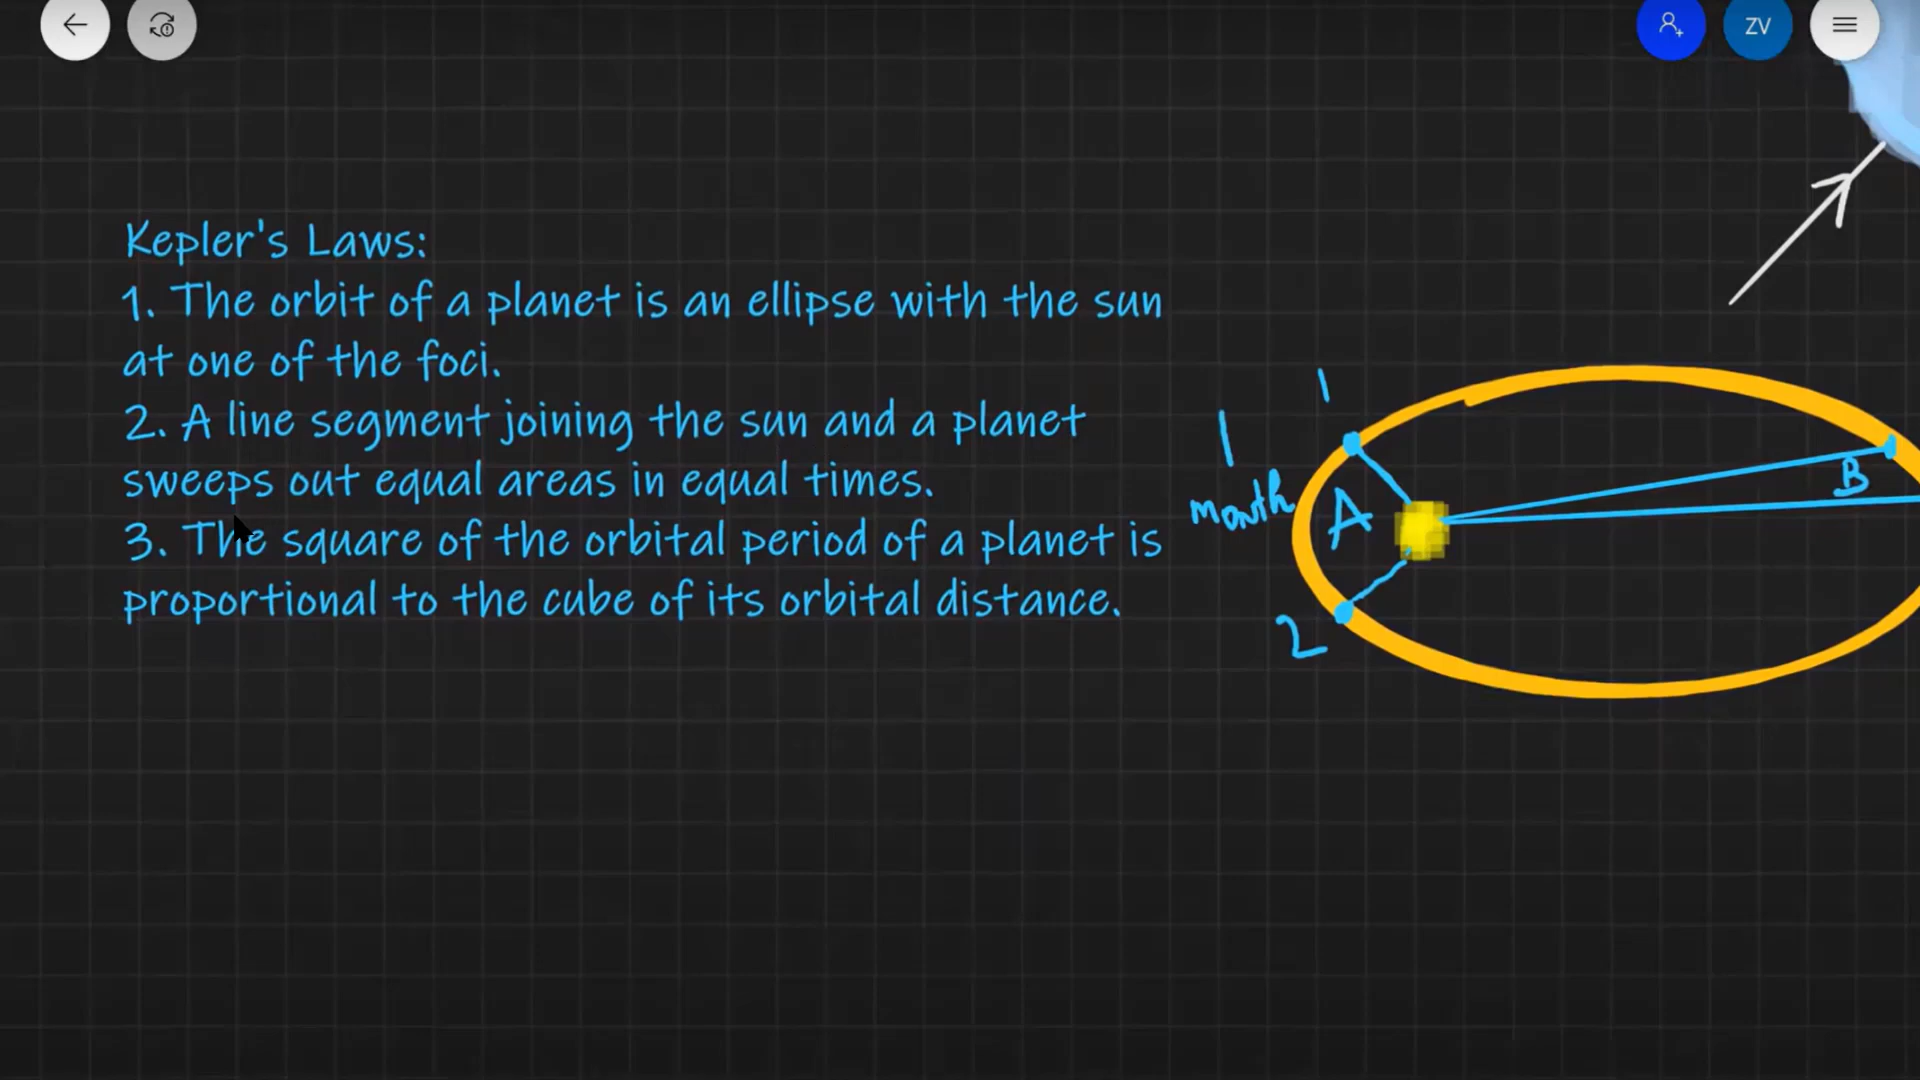 ZV
Kepler's Laws:
1. The orbit of a planet is an ellipse with the sun
at one of the foci.
2. A line segment joining the sun and a planet
sweeps out equal areas in equal times.
3. The square of the orbital period of a planet is
proportional to the cube of its orbital distance.
1
1
month
A
B
2